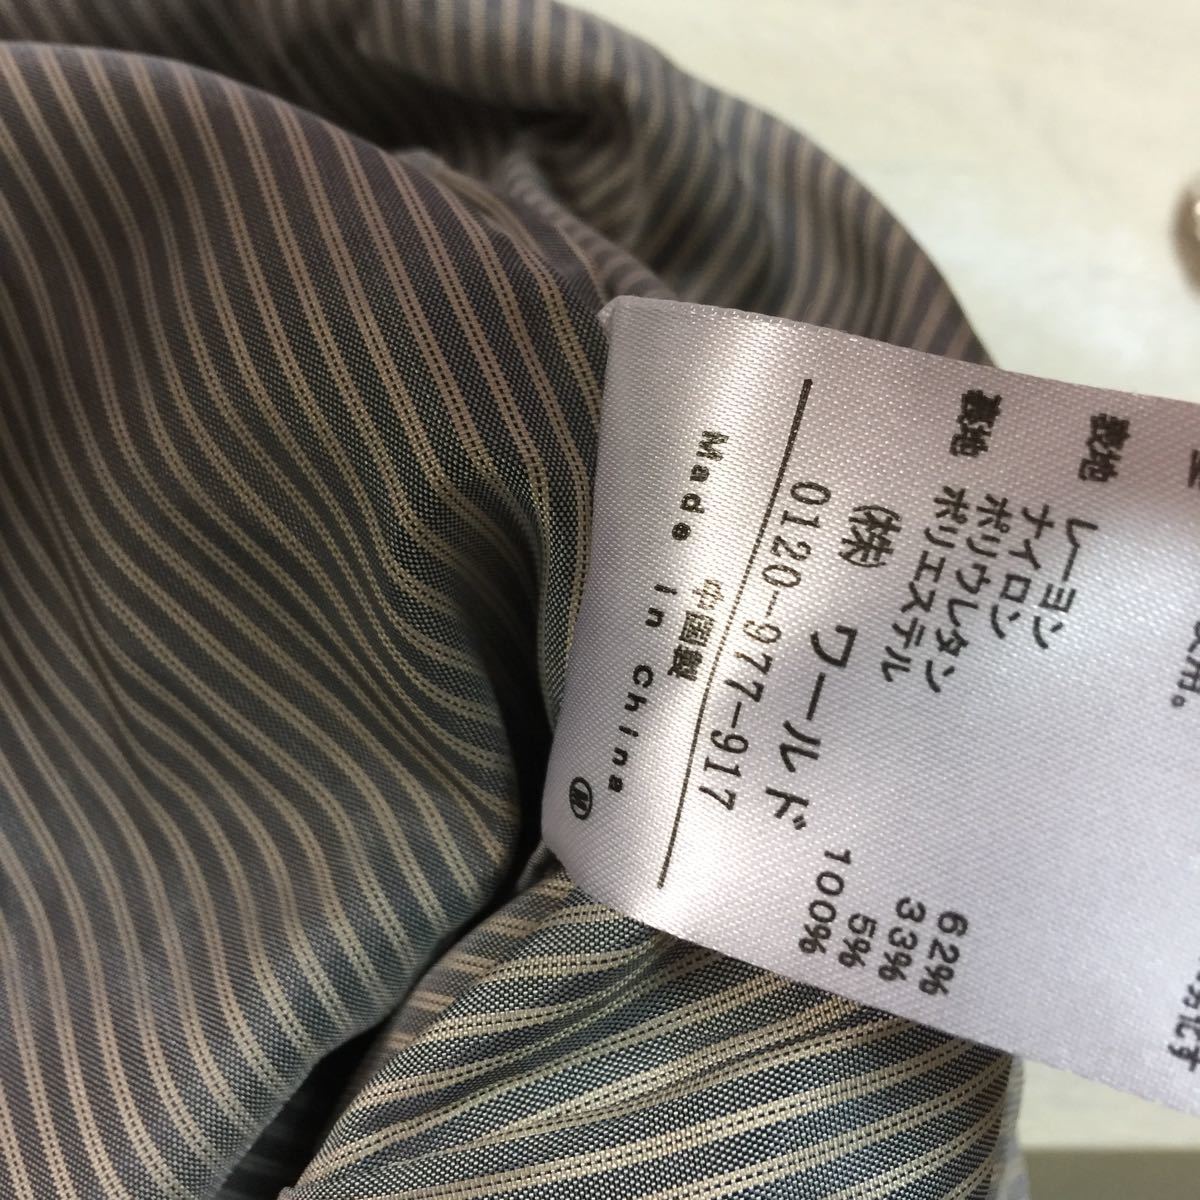 表地 レーヨン 62%
ナイロン 33%
ポリウレタン 5%
裏地 ポリエステル 100%
㈱ ワールド
0120-977-917
中国製
Made in China
Ⓜ